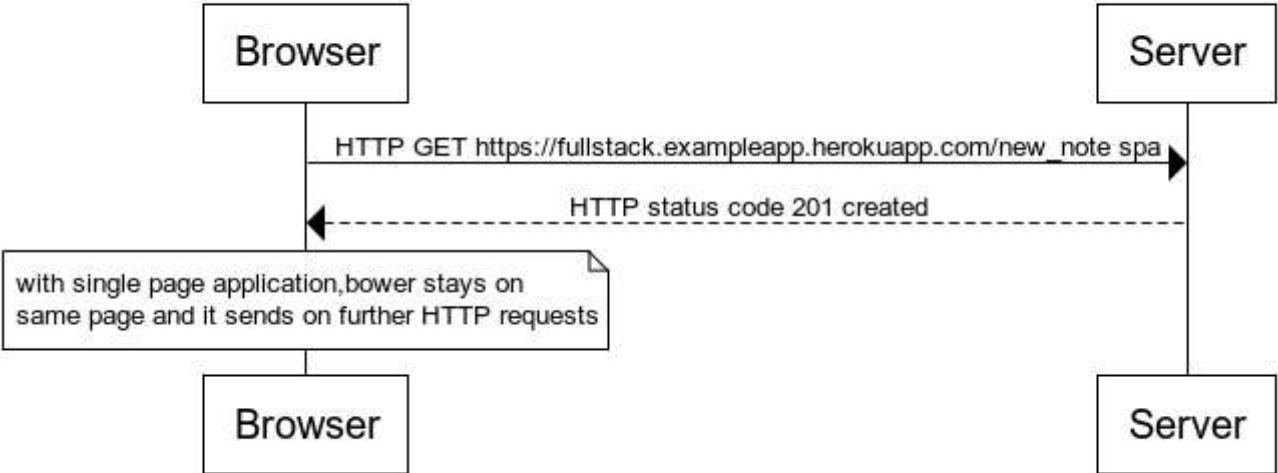 Browser
Server
HTTP GET https://fullstack.exampleapp.herokuapp.com/new_note spa
HTTP status code 201 created
with single page application,bower stays on
same page and it sends on further HTTP requests
Browser
Server